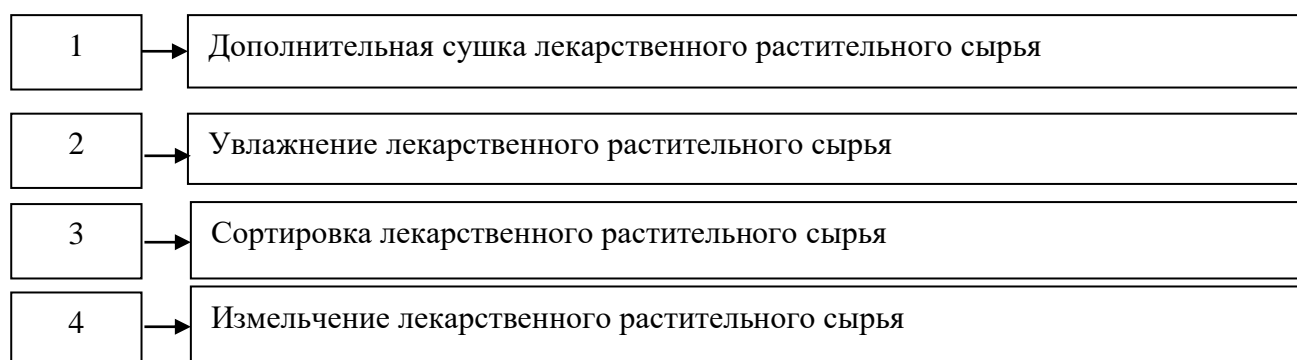 1 Дополнительная сушка лекарственного растительного сырья
2 Увлажнение лекарственного растительного сырья
3 Сортировка лекарственного растительного сырья
4 Измельчение лекарственного растительного сырья